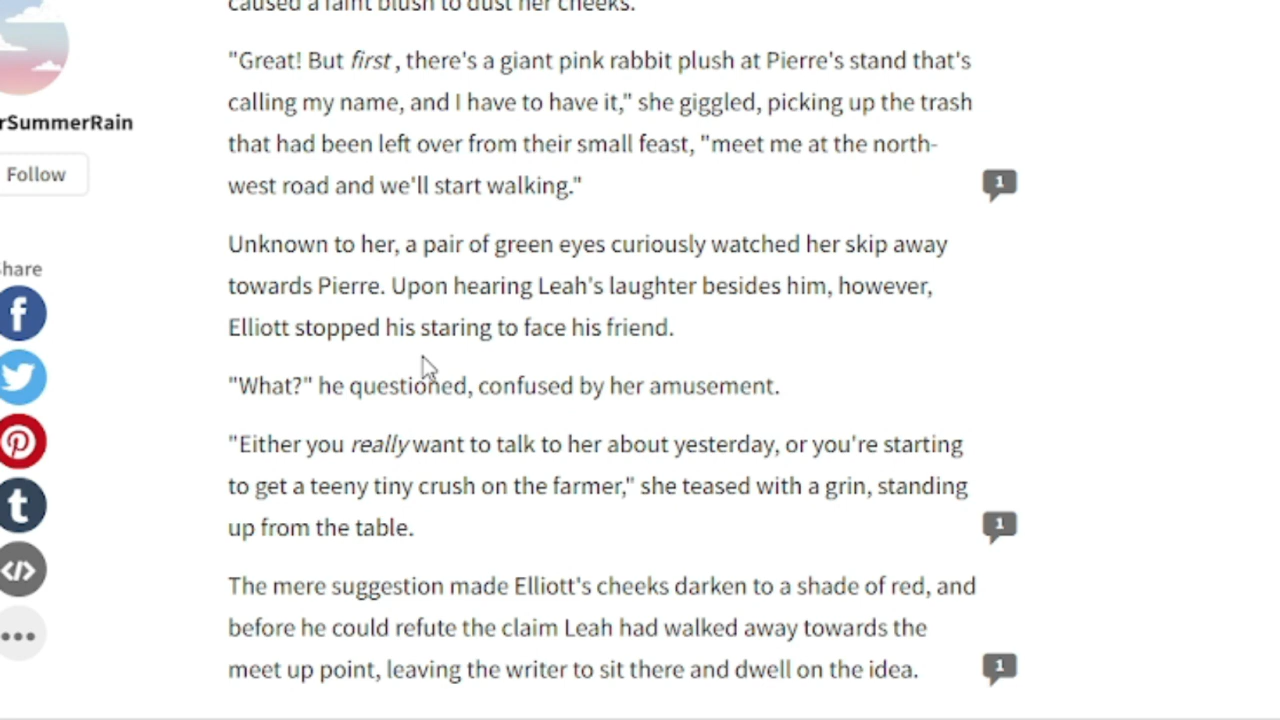 caused a faint blush to dust her cheeks.
"Great! But first, there's a giant pink rabbit plush at Pierre's stand that's
calling my name, and I have to have it," she giggled, picking up the trash
that had been left over from their small feast, "meet me at the north-
west road and we'll start walking."
1
rSummerRain
Follow
Unknown to her, a pair of green eyes curiously watched her skip away
towards Pierre. Upon hearing Leah's laughter besides him, however,
Elliott stopped his staring to face his friend.
Share
"What?" he questioned, confused by her amusement.
"Either you really want to talk to her about yesterday, or you're starting
to get a teeny tiny crush on the farmer," she teased with a grin, standing
up from the table.
1
The mere suggestion made Elliott's cheeks darken to a shade of red, and
before he could refute the claim Leah had walked away towards the
meet up point, leaving the writer to sit there and dwell on the idea.
1